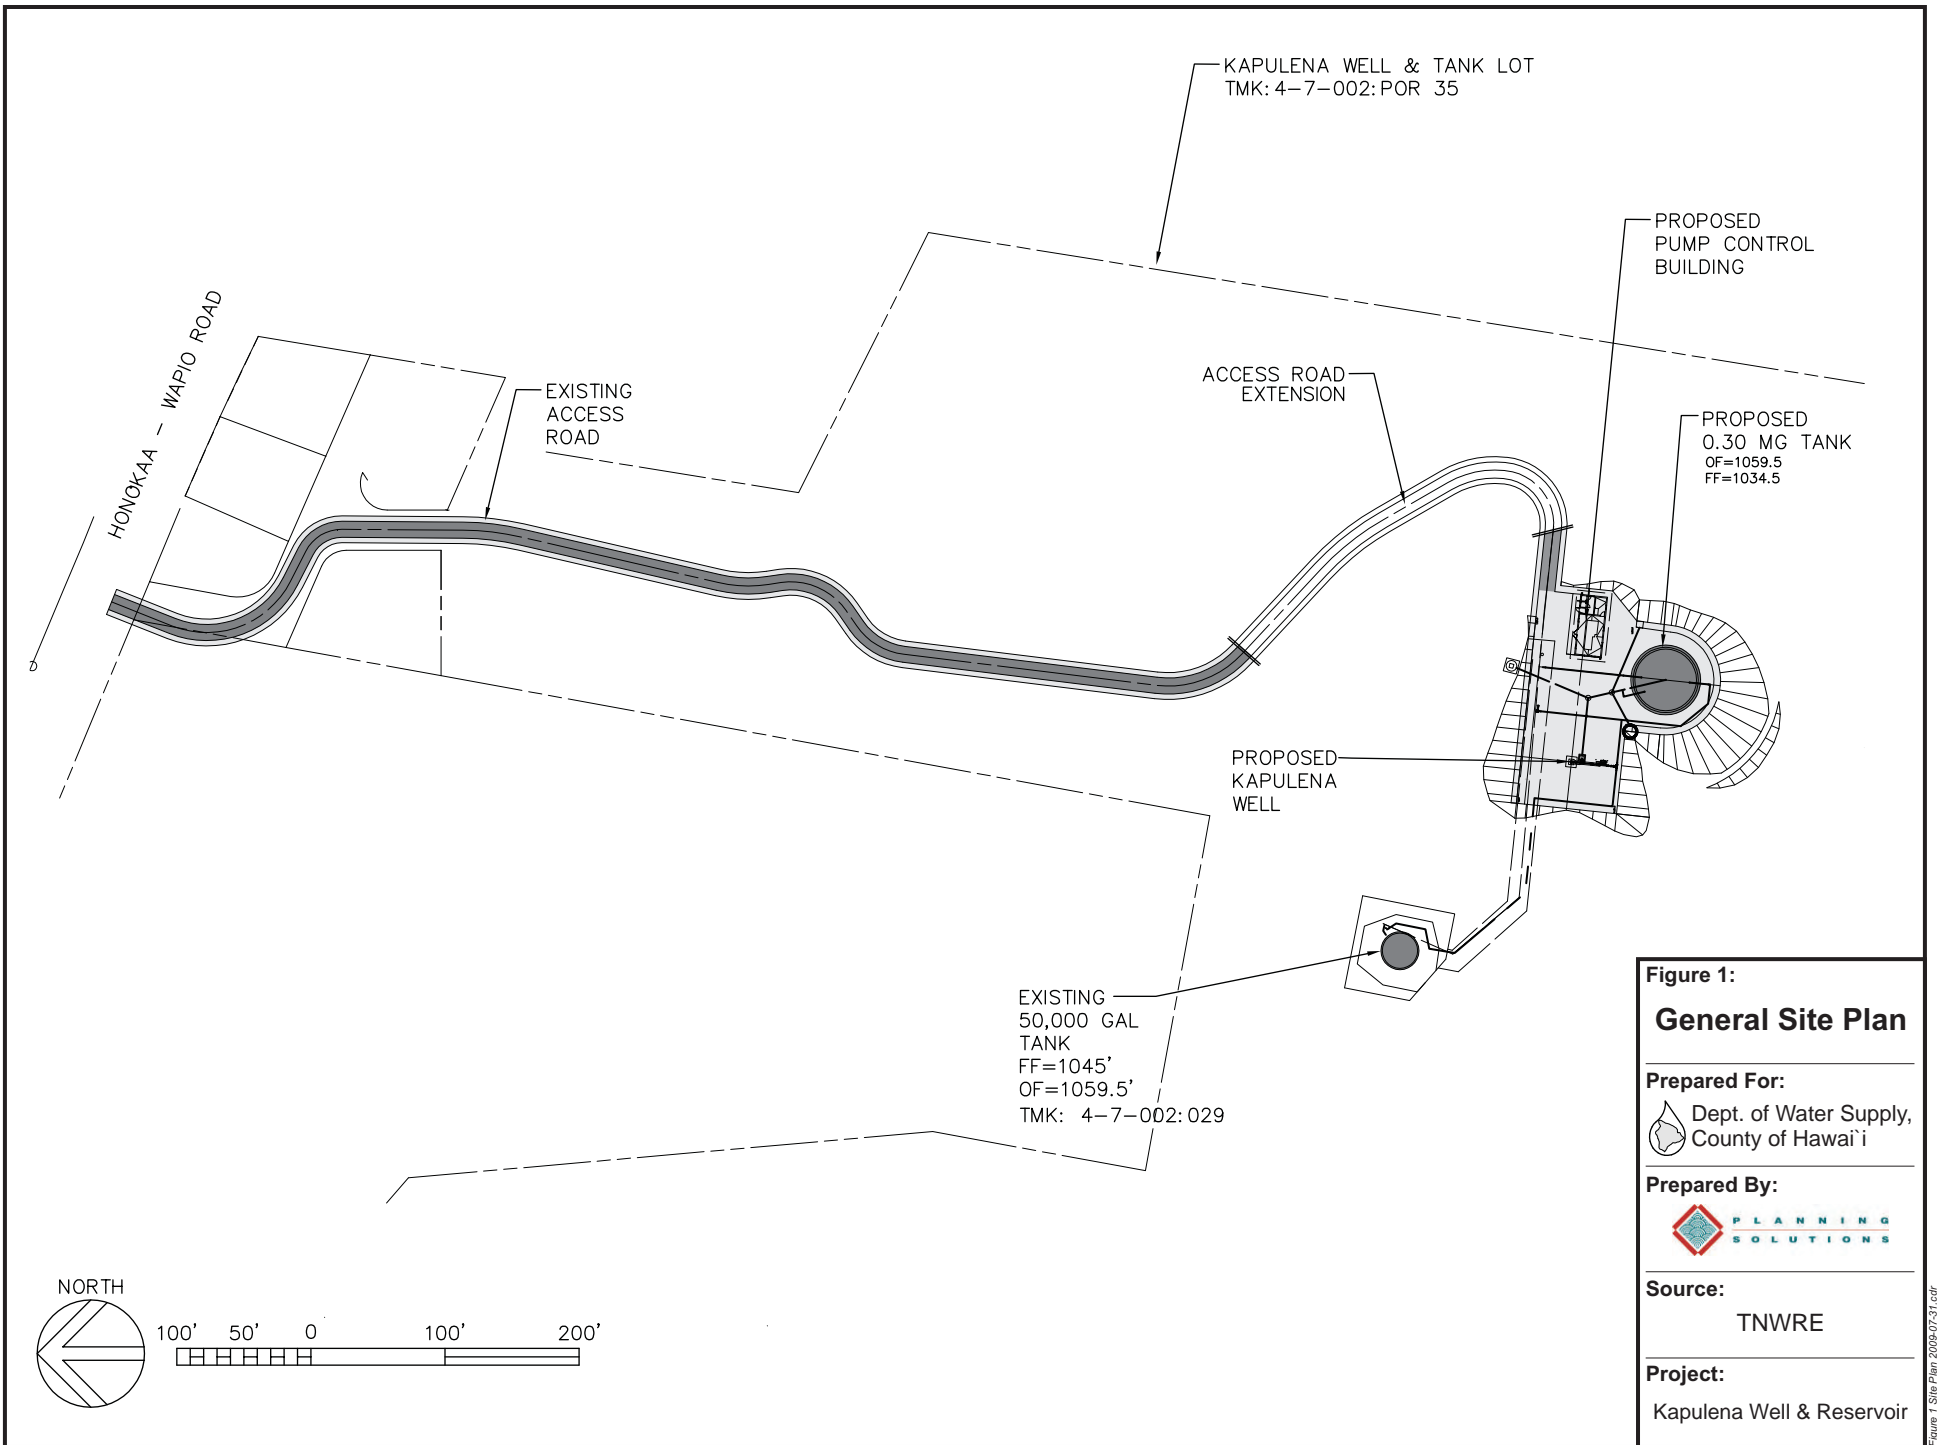 KAPULENA WELL & TANK LOT
TMK: 4-7-002: POR 35
PROPOSED
PUMP CONTROL
BUILDING
HONOKAA - WAPIO ROAD
EXISTING
ACCESS
ROAD
ACCESS ROAD
EXTENSION
PROPOSED
0.30 MG TANK
OF=1059.5
FF=1034.5
PROPOSED
KAPULENA
WELL
EXISTING
50,000 GAL
TANK
FF=1045'
OF=1059.5'
TMK: 4-7-002: 029
NORTH
100' 50' 0 100' 200'
Figure 1:
General Site Plan
Prepared For:
Dept. of Water Supply,
County of Hawai`i
Prepared By:
PLANNING
SOLUTIONS
Source:
TNWRE
Project:
Kapulena Well & Reservoir
Figure 1 Site Plan 2009-07-31.cdr